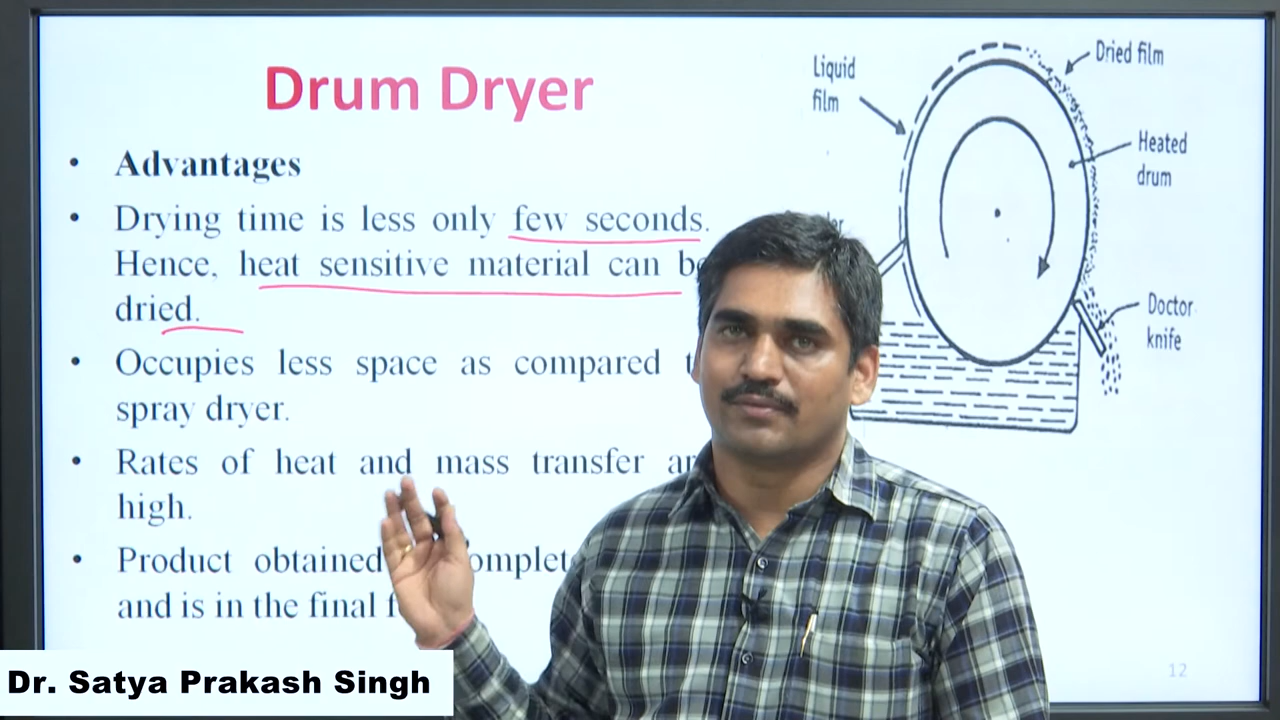 Drum Dryer
• Advantages
• Drying time is less only few seconds.
Hence, heat sensitive material can
dried.
• Occupies less space as compared
spray dryer.
• Rates of heat and mass transfer
high.
• Product obtained
and is in the final
Liquid
film
Dried film
Heated
drum
Doctor
knife
12
Dr. Satya Prakash Singh